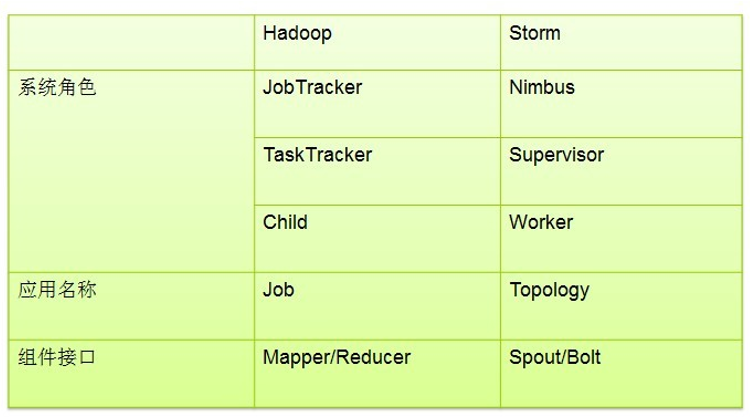 Hadoop Storm
系统角色 JobTracker Nimbus
TaskTracker Supervisor
Child Worker
应用名称 Job Topology
组件接口 Mapper/Reducer Spout/Bolt